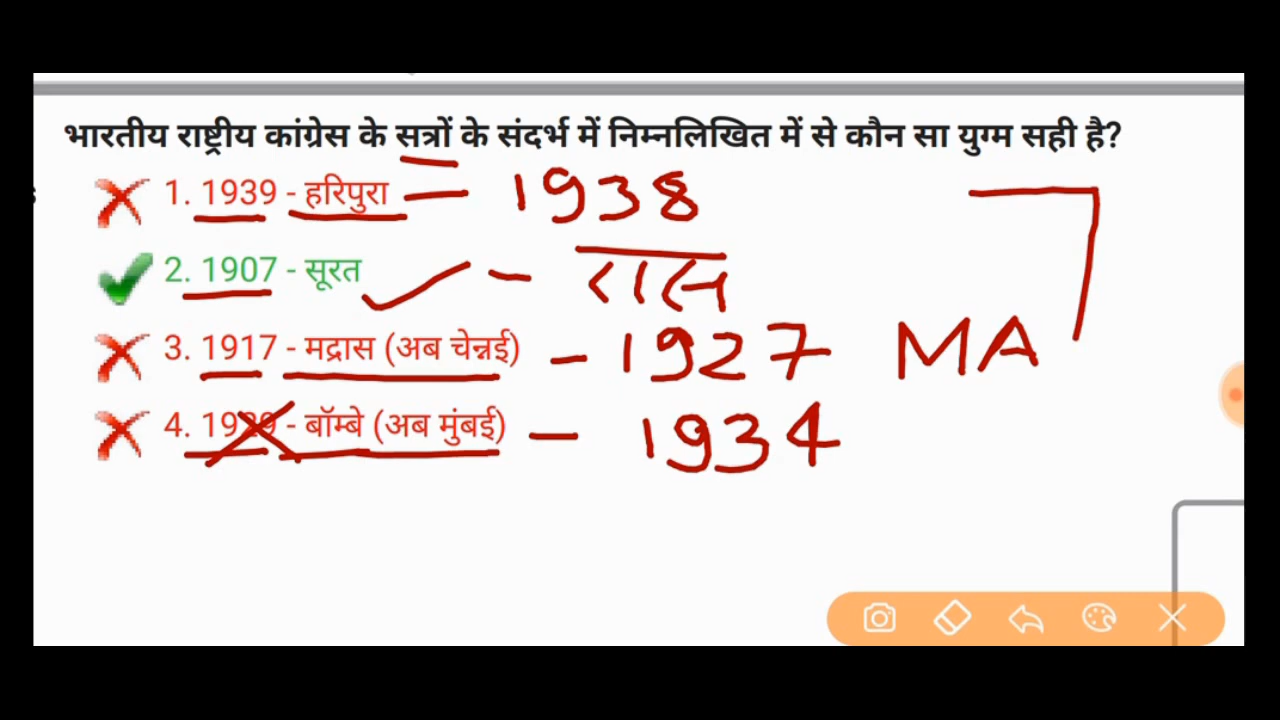 भारतीय राष्ट्रीय कांग्रेस के सत्रों के संदर्भ में निम्नलिखित में से कौन सा युग्म सही है?
1. 1939 - हरिपुरा = 1938
2. 1907 - सूरत - रास
3. 1917 - मद्रास (अब चेन्नई) - 1927 MA
4. 1929 - बॉम्बे (अब मुंबई) - 1934